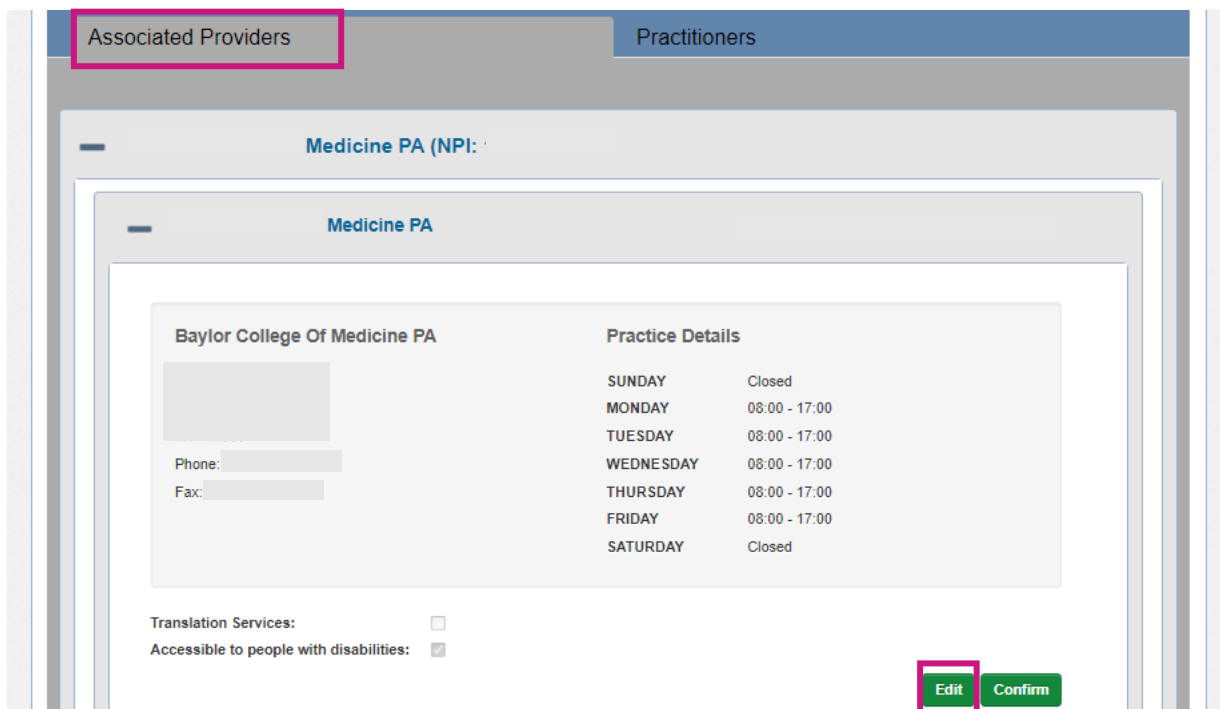 Associated Providers
Practitioners
Medicine PA (NPI:
Medicine PA
Baylor College Of Medicine PA
Phone:
Fax:
Practice Details
SUNDAY Closed
MONDAY 08:00 - 17:00
TUESDAY 08:00 - 17:00
WEDNESDAY 08:00 - 17:00
THURSDAY 08:00 - 17:00
FRIDAY 08:00 - 17:00
SATURDAY Closed
Translation Services:
Accessible to people with disabilities:
Edit
Confirm